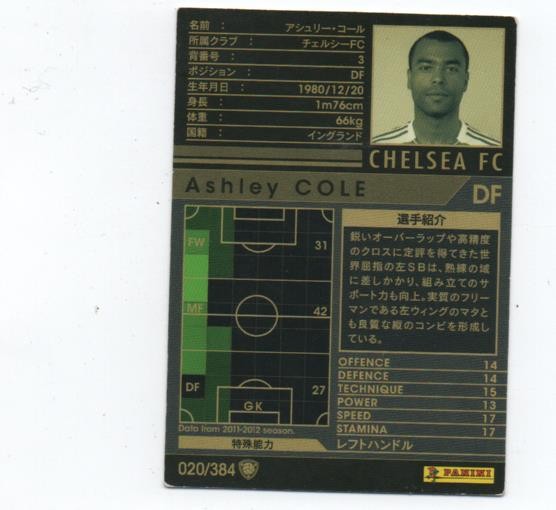 名前 : アシュリー・コール
所属クラブ : チェルシーFC
背番号 : 3
ポジション : DF
生年月日 : 1980/12/20
身長 : 1m76cm
体重 : 66kg
国籍 : イングランド
CHELSEA FC
Ashley COLE
DF
FW 31
MF 42
DF 27
GK
Data from 2011-2012 season.
選手紹介
鋭いオーバーラップや高精度
のクロスに定評を得てきた世
界屈指の左SBは、熟練の域
に差しかかり、組み立てのサ
ポート力も向上。実質のフリー
マンである左ウィングのマタと
も良質な縦のコンビを形成し
ている。
OFFENCE 14
DEFENCE 14
TECHNIQUE 15
POWER 13
SPEED 17
STAMINA 17
特殊能力 レフトハンドル
020/384
PANINI